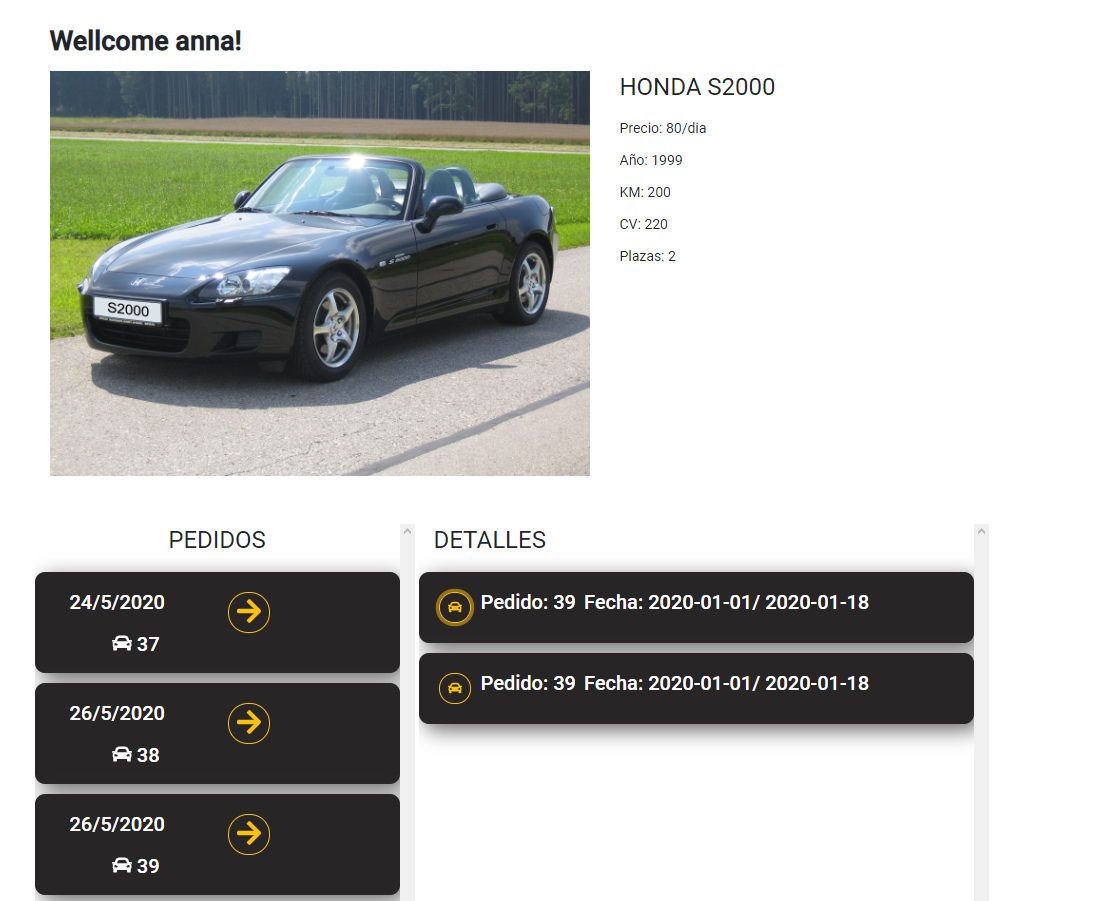 Wellcome anna!
HONDA S2000
Precio: 80/dia
Año: 1999
KM: 200
CV: 220
Plazas: 2
S2000
PEDIDOS
24/5/2020
37
26/5/2020
38
26/5/2020
39
DETALLES
Pedido: 39 Fecha: 2020-01-01/ 2020-01-18
Pedido: 39 Fecha: 2020-01-01/ 2020-01-18